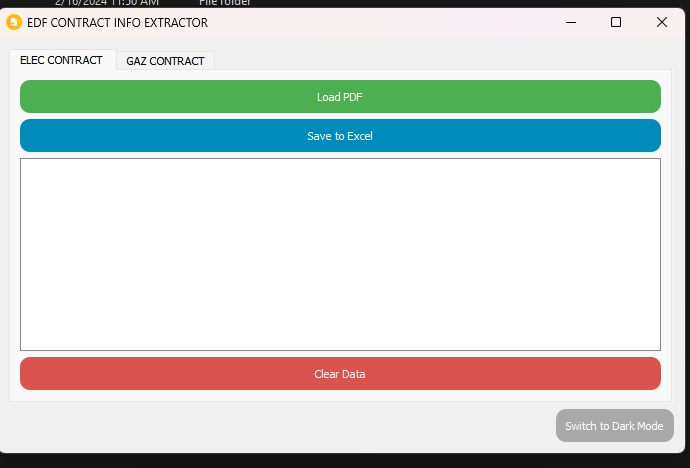 2/16/2024 11:50 AM File folder
EDF CONTRACT INFO EXTRACTOR
ELEC CONTRACT GAZ CONTRACT
Load PDF
Save to Excel
Clear Data
Switch to Dark Mode